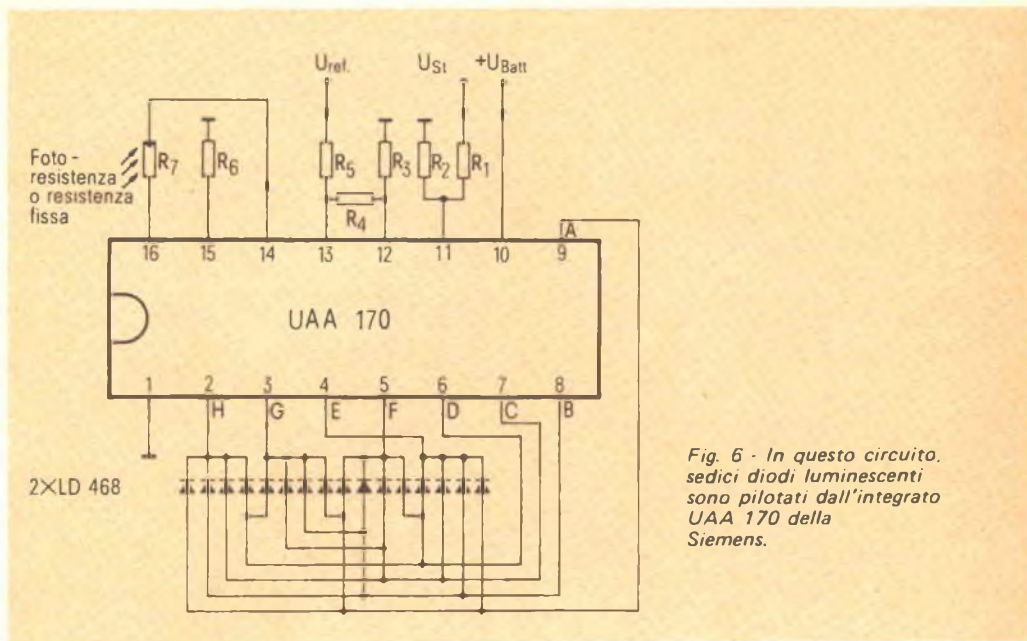 Uref. USt +UBatt
Foto-
resistenza
o resistenza
fissa
R7 R6 R5 R3 R2 R1
R4
A
16 15 14 13 12 11 10 9
UAA 170
1 2 3 4 5 6 7 8
H G E F D C B
2XLD 468
Fig. 6 - In questo circuito,
sedici diodi luminescenti
sono pilotati dall'integrato
UAA 170 della
Siemens.